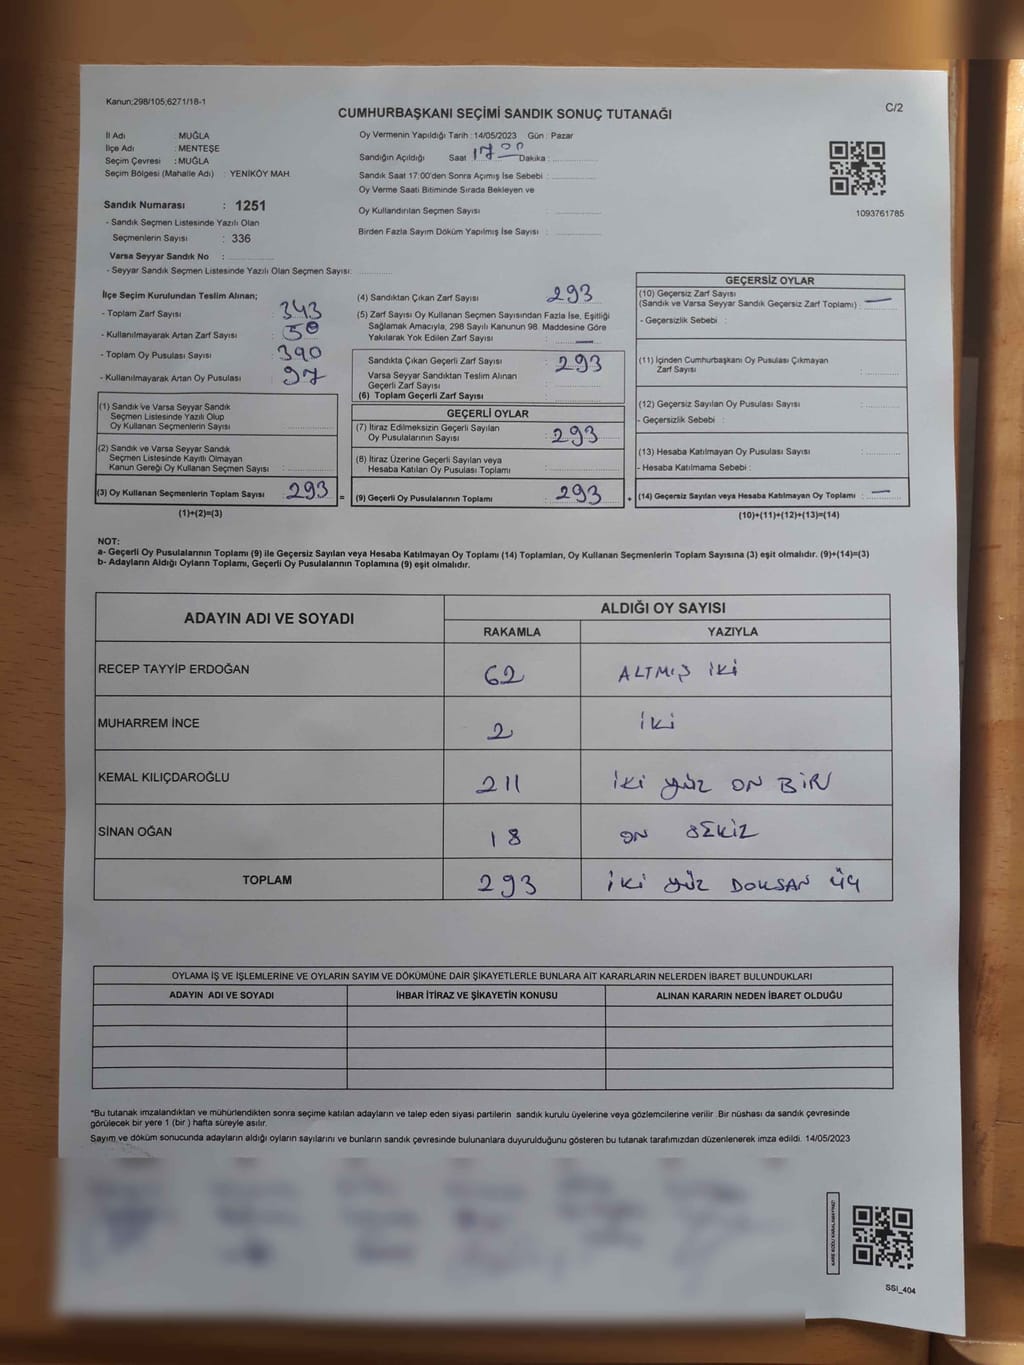 Kanun;298/105;6271/18-1
C/2
CUMHURBAŞKANI SEÇİMİ SANDIK SONUÇ TUTANAĞI
İl Adı : MUĞLA
İlçe Adı : MENTEŞE
Seçim Çevresi : MUĞLA
Seçim Bölgesi (Mahalle Adı) : YENİKÖY MAH.
Oy Vermenin Yapıldığı Tarih :14/05/2023 Gün : Pazar
Sandığın Açıldığı Saat 17 00 Dakika :
Sandık Saat 17:00'den Sonra Açımış İse Sebebi :
Oy Verme Saati Bitiminde Sırada Bekleyen ve
Oy Kullandırılan Seçmen Sayısı :
Birden Fazla Sayım Döküm Yapılmış İse Sayısı :
1093761785
Sandık Numarası : 1251
- Sandık Seçmen Listesinde Yazılı Olan
Seçmenlerin Sayısı : 336
Varsa Seyyar Sandık No :
- Seyyar Sandık Seçmen Listesinde Yazılı Olan Seçmen Sayısı:
İlçe Seçim Kurulundan Teslim Alınan;
- Toplam Zarf Sayısı : 343
- Kullanılmayarak Artan Zarf Sayısı : 50
- Toplam Oy Pusulası Sayısı : 390
- Kullanılmayarak Artan Oy Pusulası : 97
(1) Sandık ve Varsa Seyyar Sandık
Seçmen Listesinde Yazılı Olup
Oy Kullanan Seçmenlerin Sayısı :
(2) Sandık ve Varsa Seyyar Sandık
Seçmen Listesinde Kayıtlı Olmayan
Kanun Gereği Oy Kullanan Seçmen Sayısı :
(3) Oy Kullanan Seçmenlerin Toplam Sayısı : 293 =
(1)+(2)=(3)
(4) Sandıktan Çıkan Zarf Sayısı : 293
(5) Zarf Sayısı Oy Kullanan Seçmen Sayısından Fazla İse, Eşitliği
Sağlamak Amacıyla, 298 Sayılı Kanunun 98. Maddesine Göre
Yakılarak Yok Edilen Zarf Sayısı : —
Sandıkta Çıkan Geçerli Zarf Sayısı : 293
Varsa Seyyar Sandıktan Teslim Alınan
Geçerli Zarf Sayısı :
(6) Toplam Geçerli Zarf Sayısı :
GEÇERLİ OYLAR
(7) İtiraz Edilmeksizin Geçerli Sayılan
Oy Pusulalarının Sayısı : 293
(8) İtiraz Üzerine Geçerli Sayılan veya
Hesaba Katılan Oy Pusulası Toplamı :
(9) Geçerli Oy Pusulalarının Toplamı : 293 +
GEÇERSİZ OYLAR
(10) Geçersiz Zarf Sayısı
(Sandık ve Varsa Seyyar Sandık Geçersiz Zarf Toplamı) : —
- Geçersizlik Sebebi :
(11) İçinden Cumhurbaşkanı Oy Pusulası Çıkmayan
Zarf Sayısı :
(12) Geçersiz Sayılan Oy Pusulası Sayısı :
- Geçersizlik Sebebi :
(13) Hesaba Katılmayan Oy Pusulası Sayısı :
- Hesaba Katılmama Sebebi :
(14) Geçersiz Sayılan veya Hesaba Katılmayan Oy Toplamı : —
(10)+(11)+(12)+(13)=(14)
NOT:
a- Geçerli Oy Pusulalarının Toplamı (9) ile Geçersiz Sayılan veya Hesaba Katılmayan Oy Toplamı (14) Toplamları, Oy Kullanan Seçmenlerin Toplam Sayısına (3) eşit olmalıdır. (9)+(14)=(3)
b- Adayların Aldığı Oyların Toplamı, Geçerli Oy Pusulalarının Toplamına (9) eşit olmalıdır.
ADAYIN ADI VE SOYADI ALDIĞI OY SAYISI
RAKAMLA YAZIYLA
RECEP TAYYİP ERDOĞAN 62 ALTMIŞ İKİ
MUHARREM İNCE 2 İKİ
KEMAL KILIÇDAROĞLU 211 İKİ YÜZ ON BİR
SİNAN OĞAN 18 ON SEKİZ
TOPLAM 293 İKİ YÜZ DOKSAN ÜÇ
OYLAMA İŞ VE İŞLEMLERİNE VE OYLARIN SAYIM VE DÖKÜMÜNE DAİR ŞİKAYETLERLE BUNLARA AİT KARARLARIN NELERDEN İBARET BULUNDUKLARI
ADAYIN ADI VE SOYADI İHBAR İTİRAZ VE ŞİKAYETİN KONUSU ALINAN KARARIN NEDEN İBARET OLDUĞU
*Bu tutanak imzalandıktan ve mühürlendikten sonra seçime katılan adayların ve talep eden siyasi partilerin sandık kurulu üyelerine veya gözlemcilerine verilir. Bir nüshası da sandık çevresinde
görülecek bir yere 1 (bir ) hafta süreyle asılır.
Sayım ve döküm sonucunda adayların aldığı oyların sayılarını ve bunların sandık çevresinde bulunanlara duyurulduğunu gösteren bu tutanak tarafımızdan düzenlenerek imza edildi. 14/05/2023
KARE KODU KARALAMAYINIZ!
SSI_404